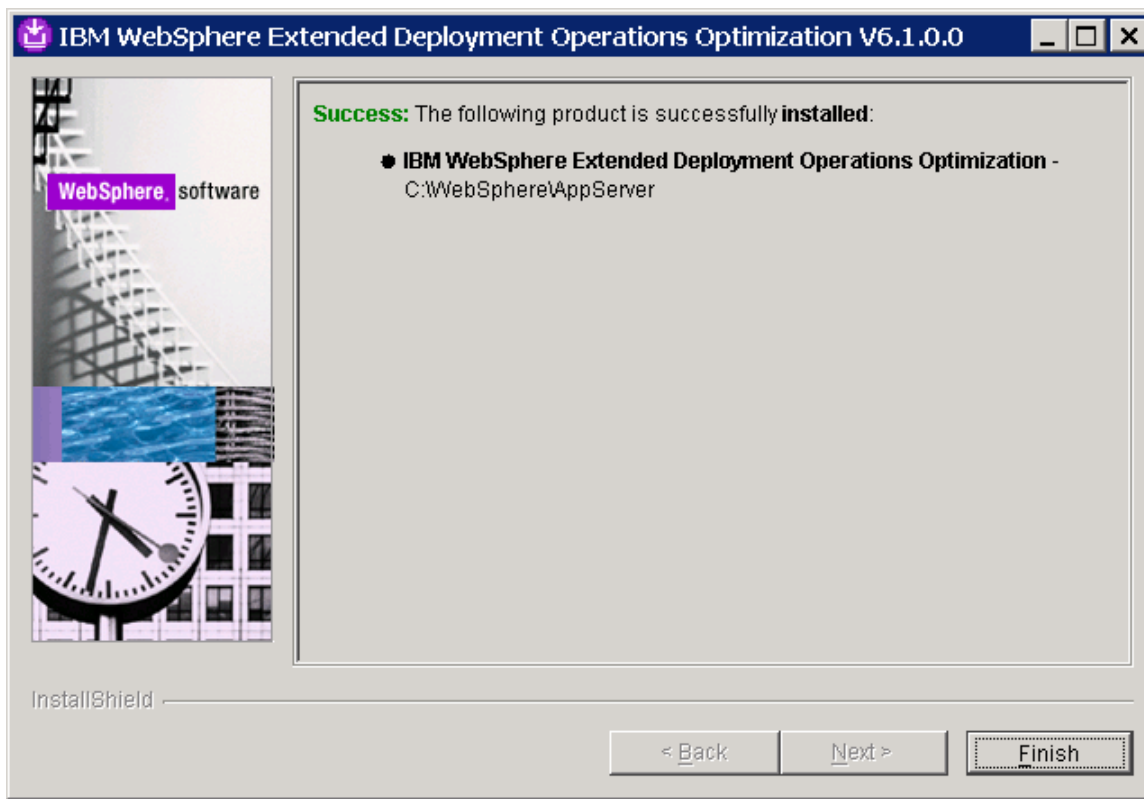 IBM WebSphere Extended Deployment Operations Optimization V6.1.0.0
WebSphere. software
Success: The following product is successfully installed:
IBM WebSphere Extended Deployment Operations Optimization -
C:\WebSphere\AppServer
InstallShield
< Back
Next >
Finish